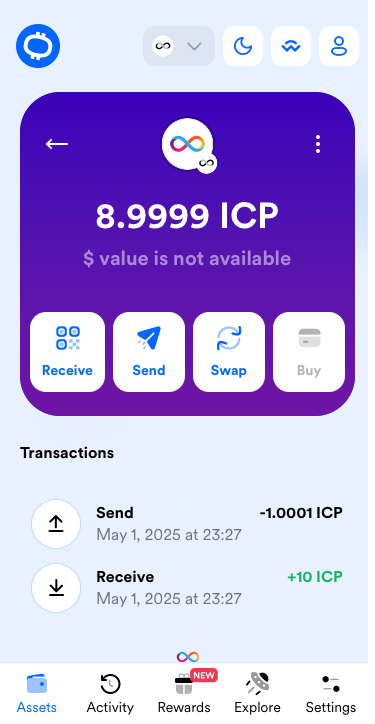 8.9999 ICP
$ value is not available
Receive
Send
Swap
Buy
Transactions
Send
-1.0001 ICP
May 1, 2025 at 23:27
Receive
+10 ICP
May 1, 2025 at 23:27
NEW
Assets
Activity
Rewards
Explore
Settings